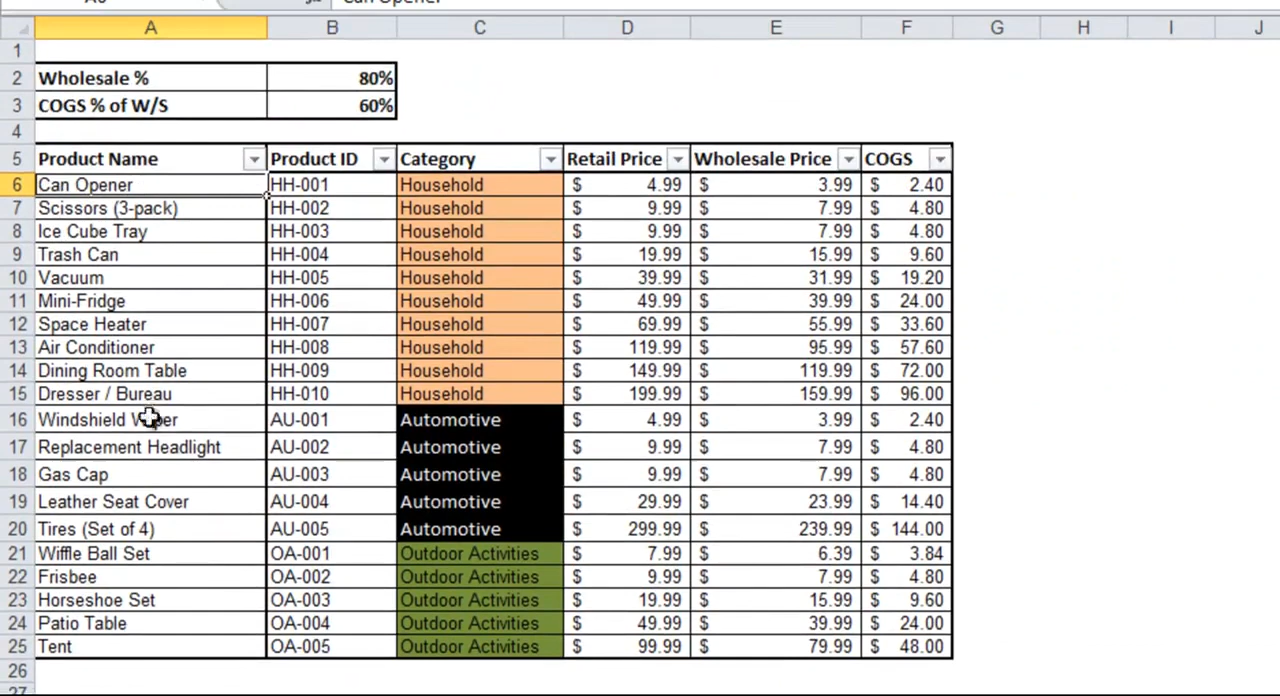 Can Opener
A B C D E F G H I J
1
2 Wholesale % 80%
3 COGS % of W/S 60%
4
5 Product Name Product ID Category Retail Price Wholesale Price COGS
6 Can Opener HH-001 Household $ 4.99 $ 3.99 $ 2.40
7 Scissors (3-pack) HH-002 Household $ 9.99 $ 7.99 $ 4.80
8 Ice Cube Tray HH-003 Household $ 9.99 $ 7.99 $ 4.80
9 Trash Can HH-004 Household $ 19.99 $ 15.99 $ 9.60
10 Vacuum HH-005 Household $ 39.99 $ 31.99 $ 19.20
11 Mini-Fridge HH-006 Household $ 49.99 $ 39.99 $ 24.00
12 Space Heater HH-007 Household $ 69.99 $ 55.99 $ 33.60
13 Air Conditioner HH-008 Household $ 119.99 $ 95.99 $ 57.60
14 Dining Room Table HH-009 Household $ 149.99 $ 119.99 $ 72.00
15 Dresser / Bureau HH-010 Household $ 199.99 $ 159.99 $ 96.00
16 Windshield Wiper AU-001 Automotive $ 4.99 $ 3.99 $ 2.40
17 Replacement Headlight AU-002 Automotive $ 9.99 $ 7.99 $ 4.80
18 Gas Cap AU-003 Automotive $ 9.99 $ 7.99 $ 4.80
19 Leather Seat Cover AU-004 Automotive $ 29.99 $ 23.99 $ 14.40
20 Tires (Set of 4) AU-005 Automotive $ 299.99 $ 239.99 $ 144.00
21 Wiffle Ball Set OA-001 Outdoor Activities $ 7.99 $ 6.39 $ 3.84
22 Frisbee OA-002 Outdoor Activities $ 9.99 $ 7.99 $ 4.80
23 Horseshoe Set OA-003 Outdoor Activities $ 19.99 $ 15.99 $ 9.60
24 Patio Table OA-004 Outdoor Activities $ 49.99 $ 39.99 $ 24.00
25 Tent OA-005 Outdoor Activities $ 99.99 $ 79.99 $ 48.00
26
27